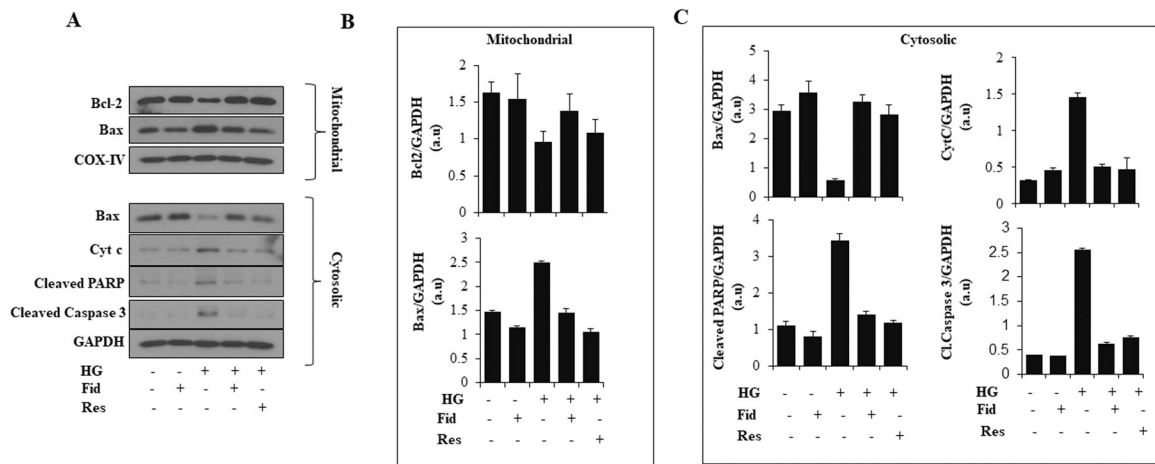 A
Bcl-2
Bax
COX-IV
Mitochondrial
Bax
Cyt c
Cleaved PARP
Cleaved Caspase 3
GAPDH
Cytosolic
HG - - + + +
Fid - + - + -
Res - - - - +
B
Mitochondrial
Bcl2/GAPDH
(a.u)
2
1.5
1
0.5
0
Bax/GAPDH
(a.u)
3
2.5
2
1.5
1
0.5
0
HG - - + + +
Fid - + - + -
Res - - - - +
C
Cytosolic
Bax/GAPDH
(a.u)
5
4
3
2
1
0
CytC/GAPDH
(a.u)
2
1.5
1
0.5
0
Cleaved PARP/GAPDH
(a.u)
4
3
2
1
0
Cl.Caspase 3/GAPDH
(a.u)
3
2.5
2
1.5
1
0.5
0
HG - - + + +
Fid - + - + -
Res - - - - +
HG - - + + +
Fid - + - + -
Res - - - - +